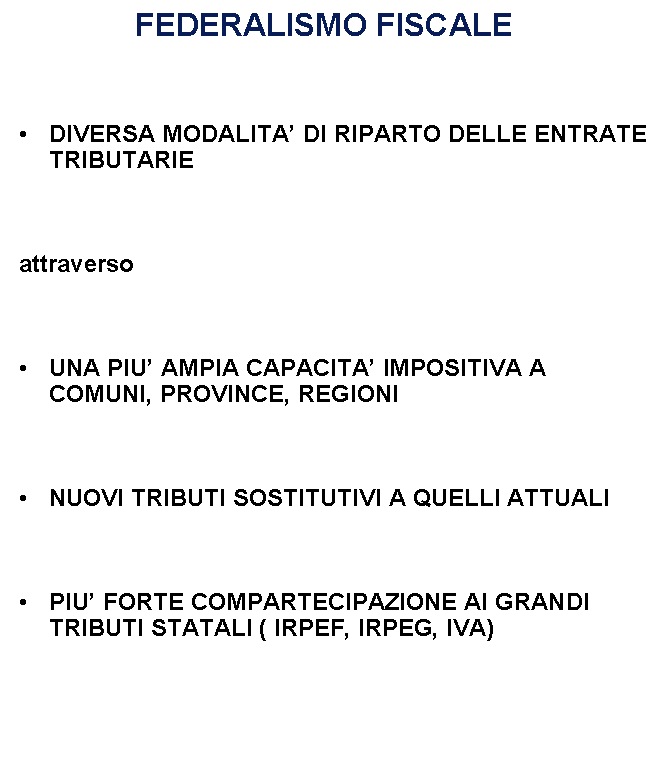 FEDERALISMO FISCALE
• DIVERSA MODALITA’ DI RIPARTO DELLE ENTRATE
TRIBUTARIE
attraverso
• UNA PIU’ AMPIA CAPACITA’ IMPOSITIVA A
COMUNI, PROVINCE, REGIONI
• NUOVI TRIBUTI SOSTITUTIVI A QUELLI ATTUALI
• PIU’ FORTE COMPARTECIPAZIONE AI GRANDI
TRIBUTI STATALI ( IRPEF, IRPEG, IVA)